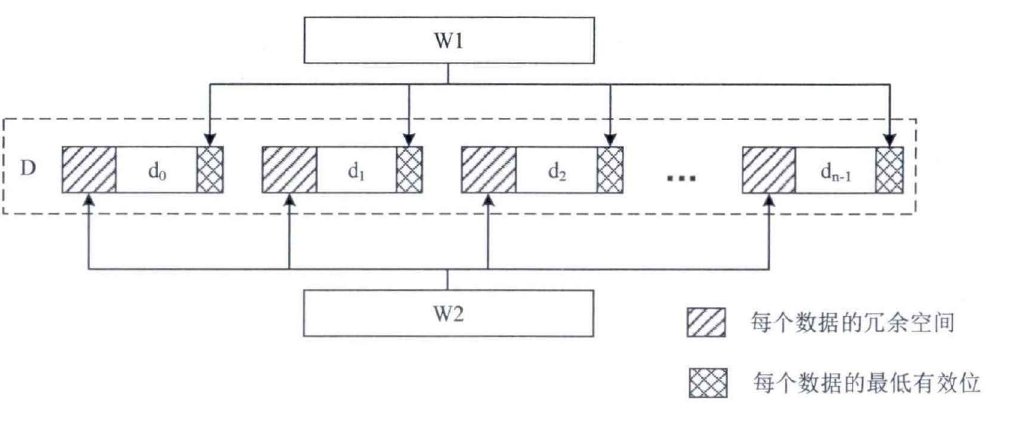 W1
D d₀ d₁ d₂ ... dₙ₋₁
W2
每个数据的冗余空间
每个数据的最低有效位